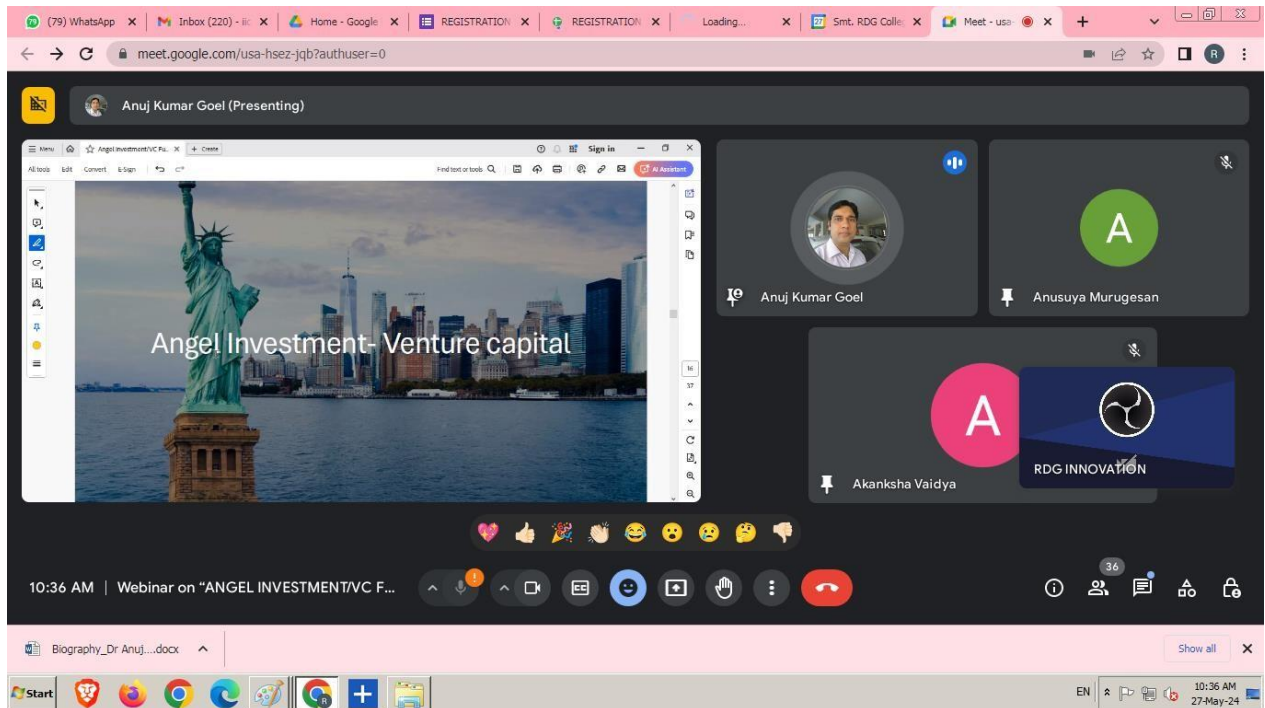 (79) WhatsApp
Inbox (220) - iic
Home - Google
REGISTRATION
REGISTRATION
Loading...
Smt. RDG Colle
Meet - usa-
meet.google.com/usa-hsez-jqb?authuser=0
R
Anuj Kumar Goel (Presenting)
Menu
Angel Investment/VC Fu...
+ Create
Sign in
All tools Edit Convert E-Sign
Find text or tools
AI Assistant
Angel Investment- Venture capital
16
37
Anuj Kumar Goel
A
Anusuya Murugesan
A
Akanksha Vaidya
RDG INNOVATION
10:36 AM | Webinar on “ANGEL INVESTMENT/VC F...
CC
36
Biography_Dr Anuj....docx
Show all
Start
EN
10:36 AM
27-May-24